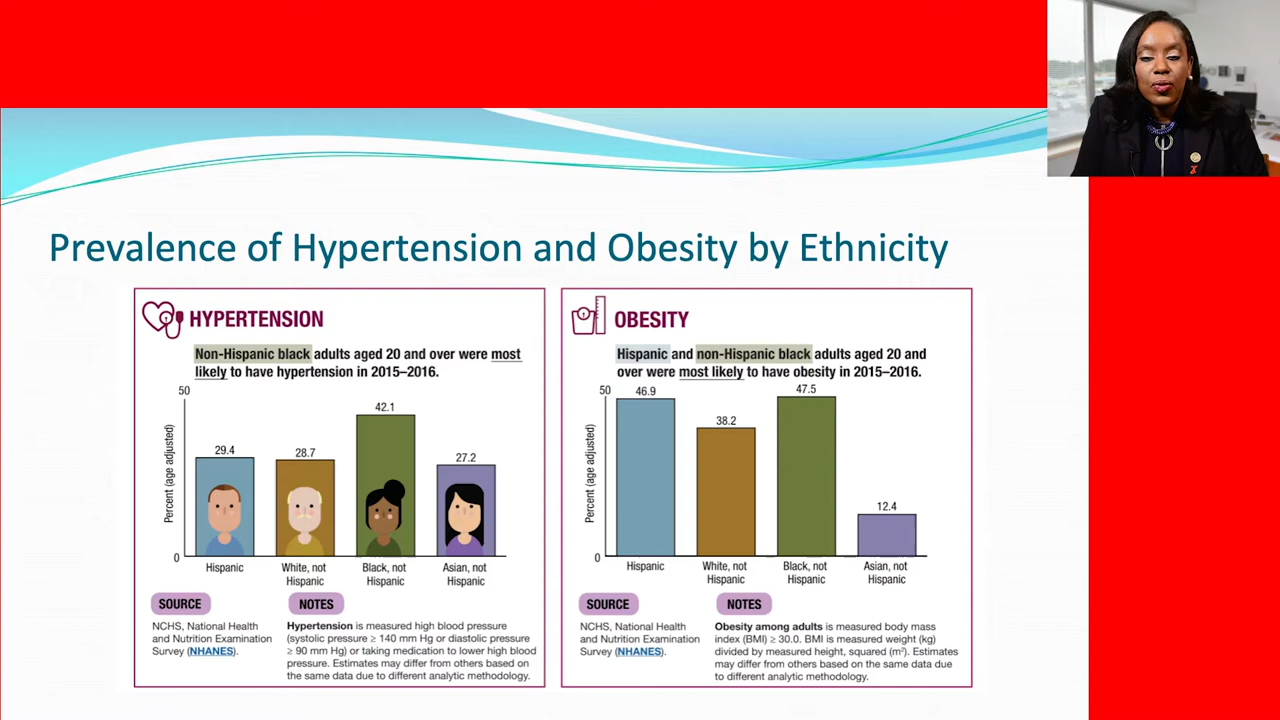 Prevalence of Hypertension and Obesity by Ethnicity
HYPERTENSION
Non-Hispanic black adults aged 20 and over were most
likely to have hypertension in 2015–2016.
50
42.1
29.4
28.7
27.2
Percent (age adjusted)
0
Hispanic
White, not
Hispanic
Black, not
Hispanic
Asian, not
Hispanic
SOURCE
NCHS, National Health
and Nutrition Examination
Survey (NHANES).
NOTES
Hypertension is measured high blood pressure
(systolic pressure ≥ 140 mm Hg or diastolic pressure
≥ 90 mm Hg) or taking medication to lower high blood
pressure. Estimates may differ from others based on
the same data due to different analytic methodology.
OBESITY
Hispanic and non-Hispanic black adults aged 20 and
over were most likely to have obesity in 2015–2016.
50
46.9
38.2
47.5
12.4
Percent (age adjusted)
0
Hispanic
White, not
Hispanic
Black, not
Hispanic
Asian, not
Hispanic
SOURCE
NCHS, National Health
and Nutrition Examination
Survey (NHANES).
NOTES
Obesity among adults is measured body mass
index (BMI) ≥ 30.0. BMI is measured weight (kg)
divided by measured height, squared (m²). Estimates
may differ from others based on the same data due
to different analytic methodology.